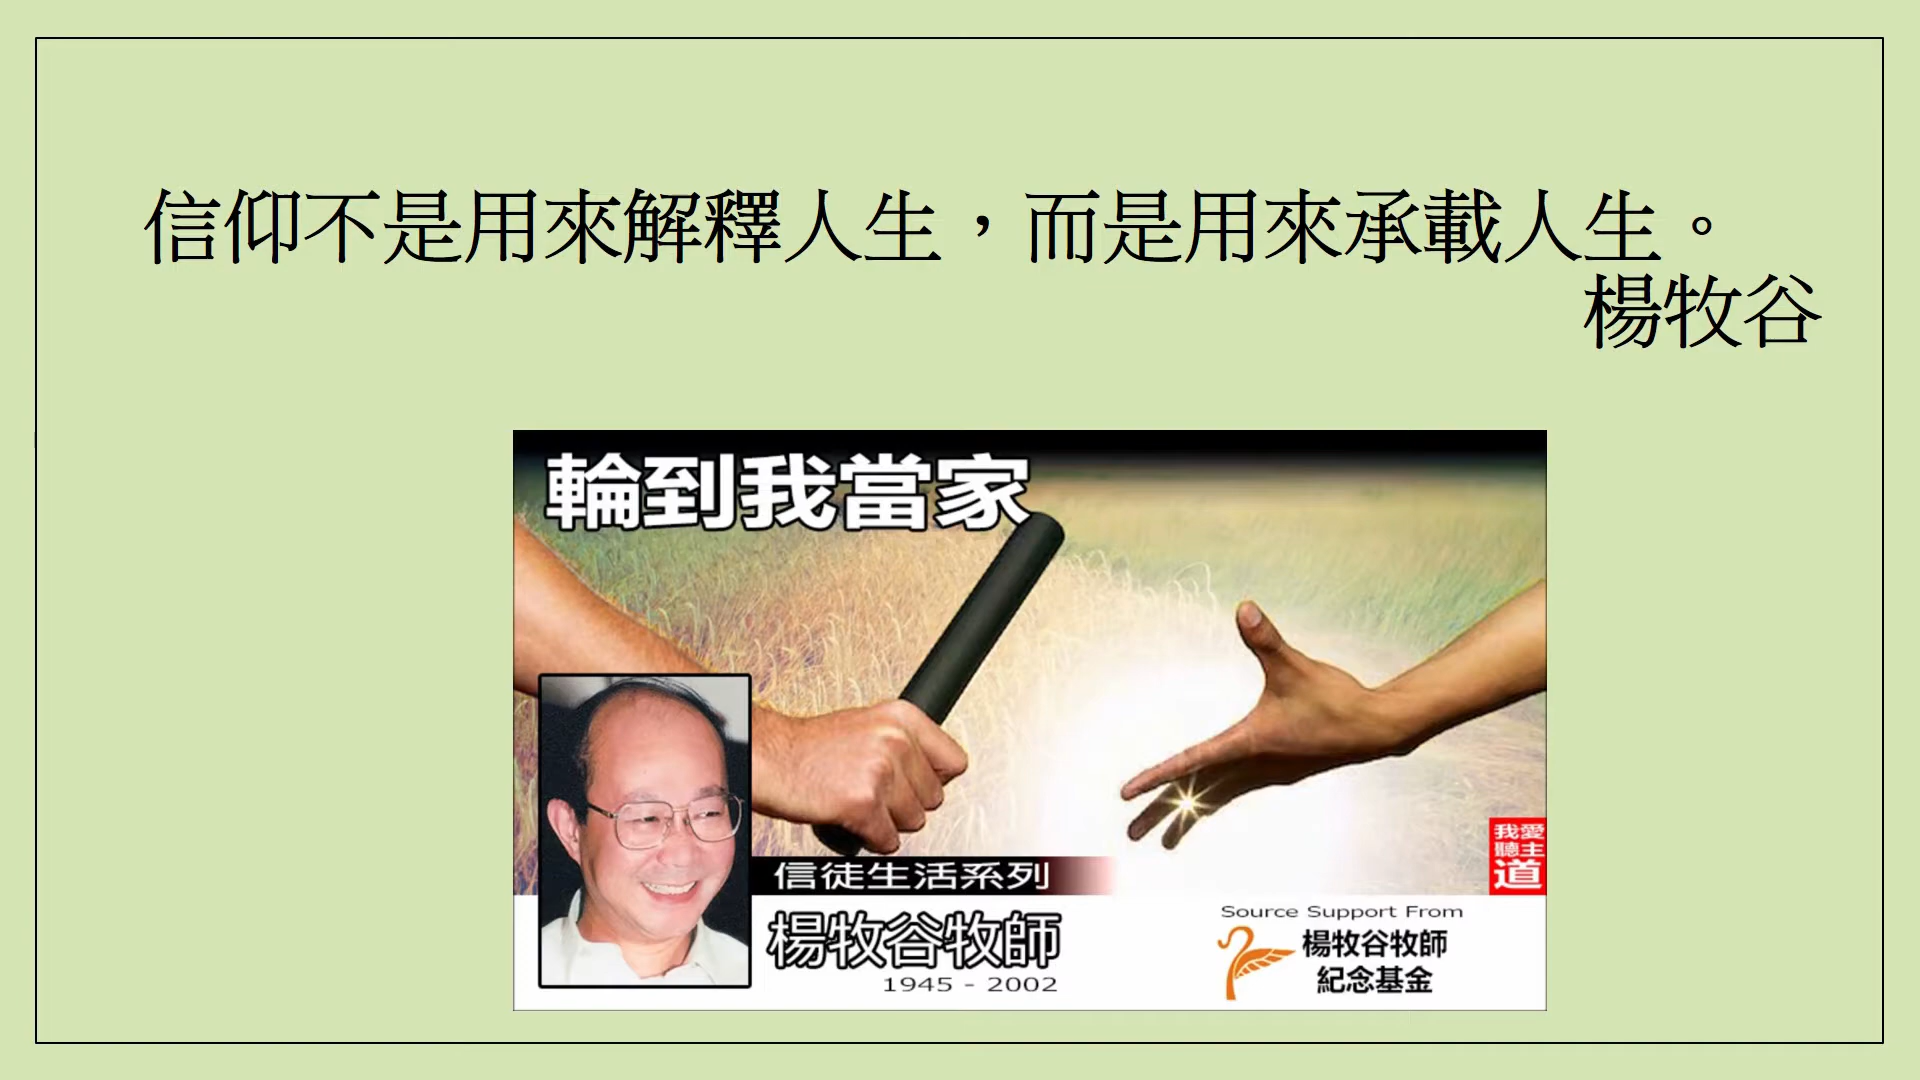 信仰不是用來解釋人生，而是用來承載人生。
楊牧谷
輪到我當家
信徒生活系列
楊牧谷牧師
1945 - 2002
我愛
聽主
道
Source Support From
楊牧谷牧師
紀念基金